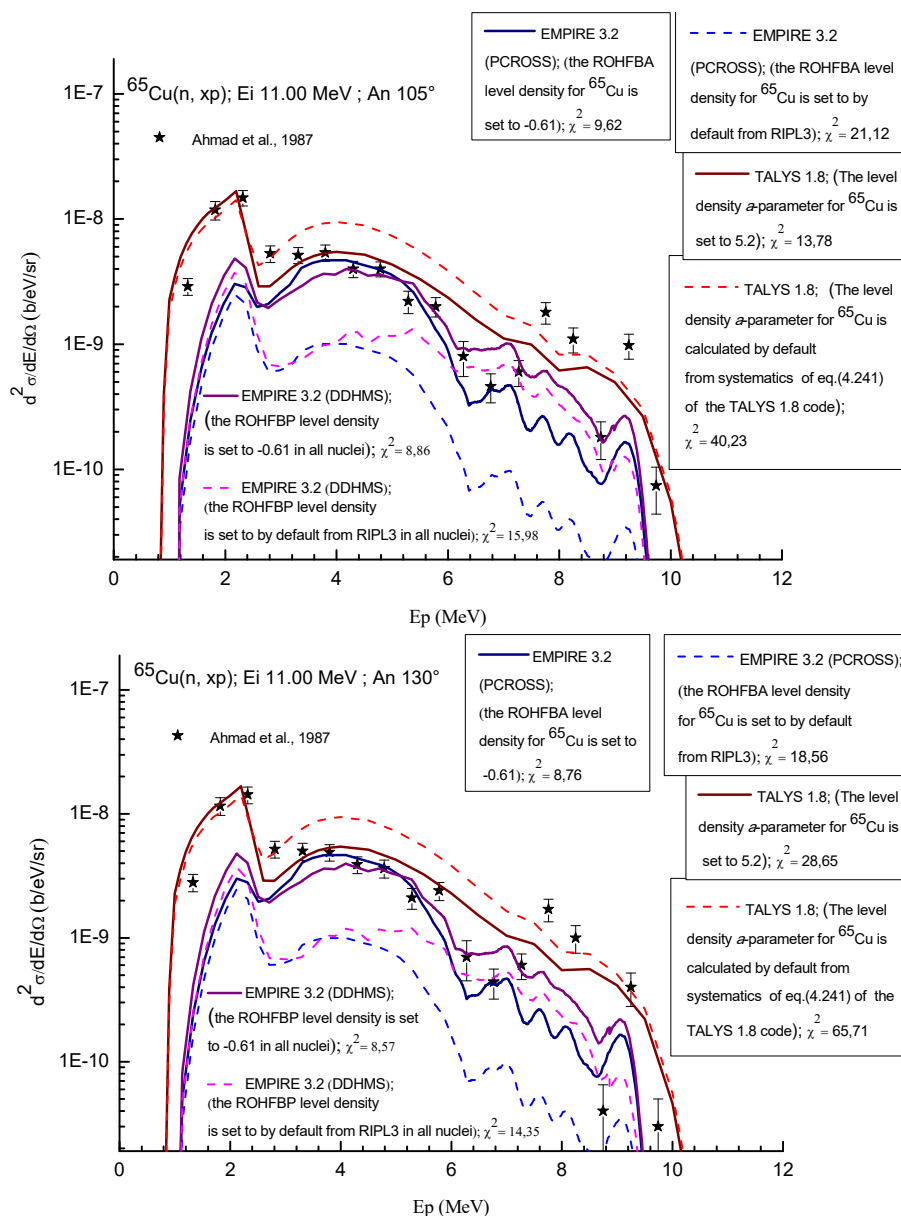 EMPIRE 3.2
(PCROSS); (the ROHFBA
level density for ⁶⁵Cu is
set to -0.61); χ² = 9,62
EMPIRE 3.2
(PCROSS); (the ROHFBA level
density for ⁶⁵Cu is set to by
default from RIPL3); χ² = 21,12
TALYS 1.8; (The level
density a-parameter for ⁶⁵Cu is
set to 5.2); χ² = 13,78
TALYS 1.8; (The level
density a-parameter for ⁶⁵Cu is
calculated by default
from systematics of eq.(4.241)
of the TALYS 1.8 code);
χ² = 40,23
⁶⁵Cu(n, xp); Ei 11.00 MeV ; An 105°
Ahmad et al., 1987
EMPIRE 3.2 (DDHMS);
(the ROHFBP level density
is set to -0.61 in all nuclei); χ² = 8,86
EMPIRE 3.2 (DDHMS);
(the ROHFBP level density
is set to by default from RIPL3 in all nuclei); χ² = 15,98
d²σ/dE/dΩ (b/eV/sr)
1E-7
1E-8
1E-9
1E-10
0 2 4 6 8 10 12
Ep (MeV)
EMPIRE 3.2
(PCROSS);
(the ROHFBA level
density for ⁶⁵Cu is set to
-0.61); χ² = 8,76
EMPIRE 3.2 (PCROSS);
(the ROHFBA level density
for ⁶⁵Cu is set to by default
from RIPL3); χ² = 18,56
TALYS 1.8; (The level
density a-parameter for ⁶⁵Cu is
set to 5.2); χ² = 28,65
TALYS 1.8; (The level
density a-parameter for ⁶⁵Cu is
calculated by default from
systematics of eq.(4.241) of the
TALYS 1.8 code); χ² = 65,71
⁶⁵Cu(n, xp); Ei 11.00 MeV ; An 130°
Ahmad et al., 1987
EMPIRE 3.2 (DDHMS);
(the ROHFBP level density is set
to -0.61 in all nuclei); χ² = 8,57
EMPIRE 3.2 (DDHMS);
(the ROHFBP level density
is set to by default from RIPL3 in all nuclei); χ² = 14,35
d²σ/dE/dΩ (b/eV/sr)
1E-7
1E-8
1E-9
1E-10
0 2 4 6 8 10 12
Ep (MeV)